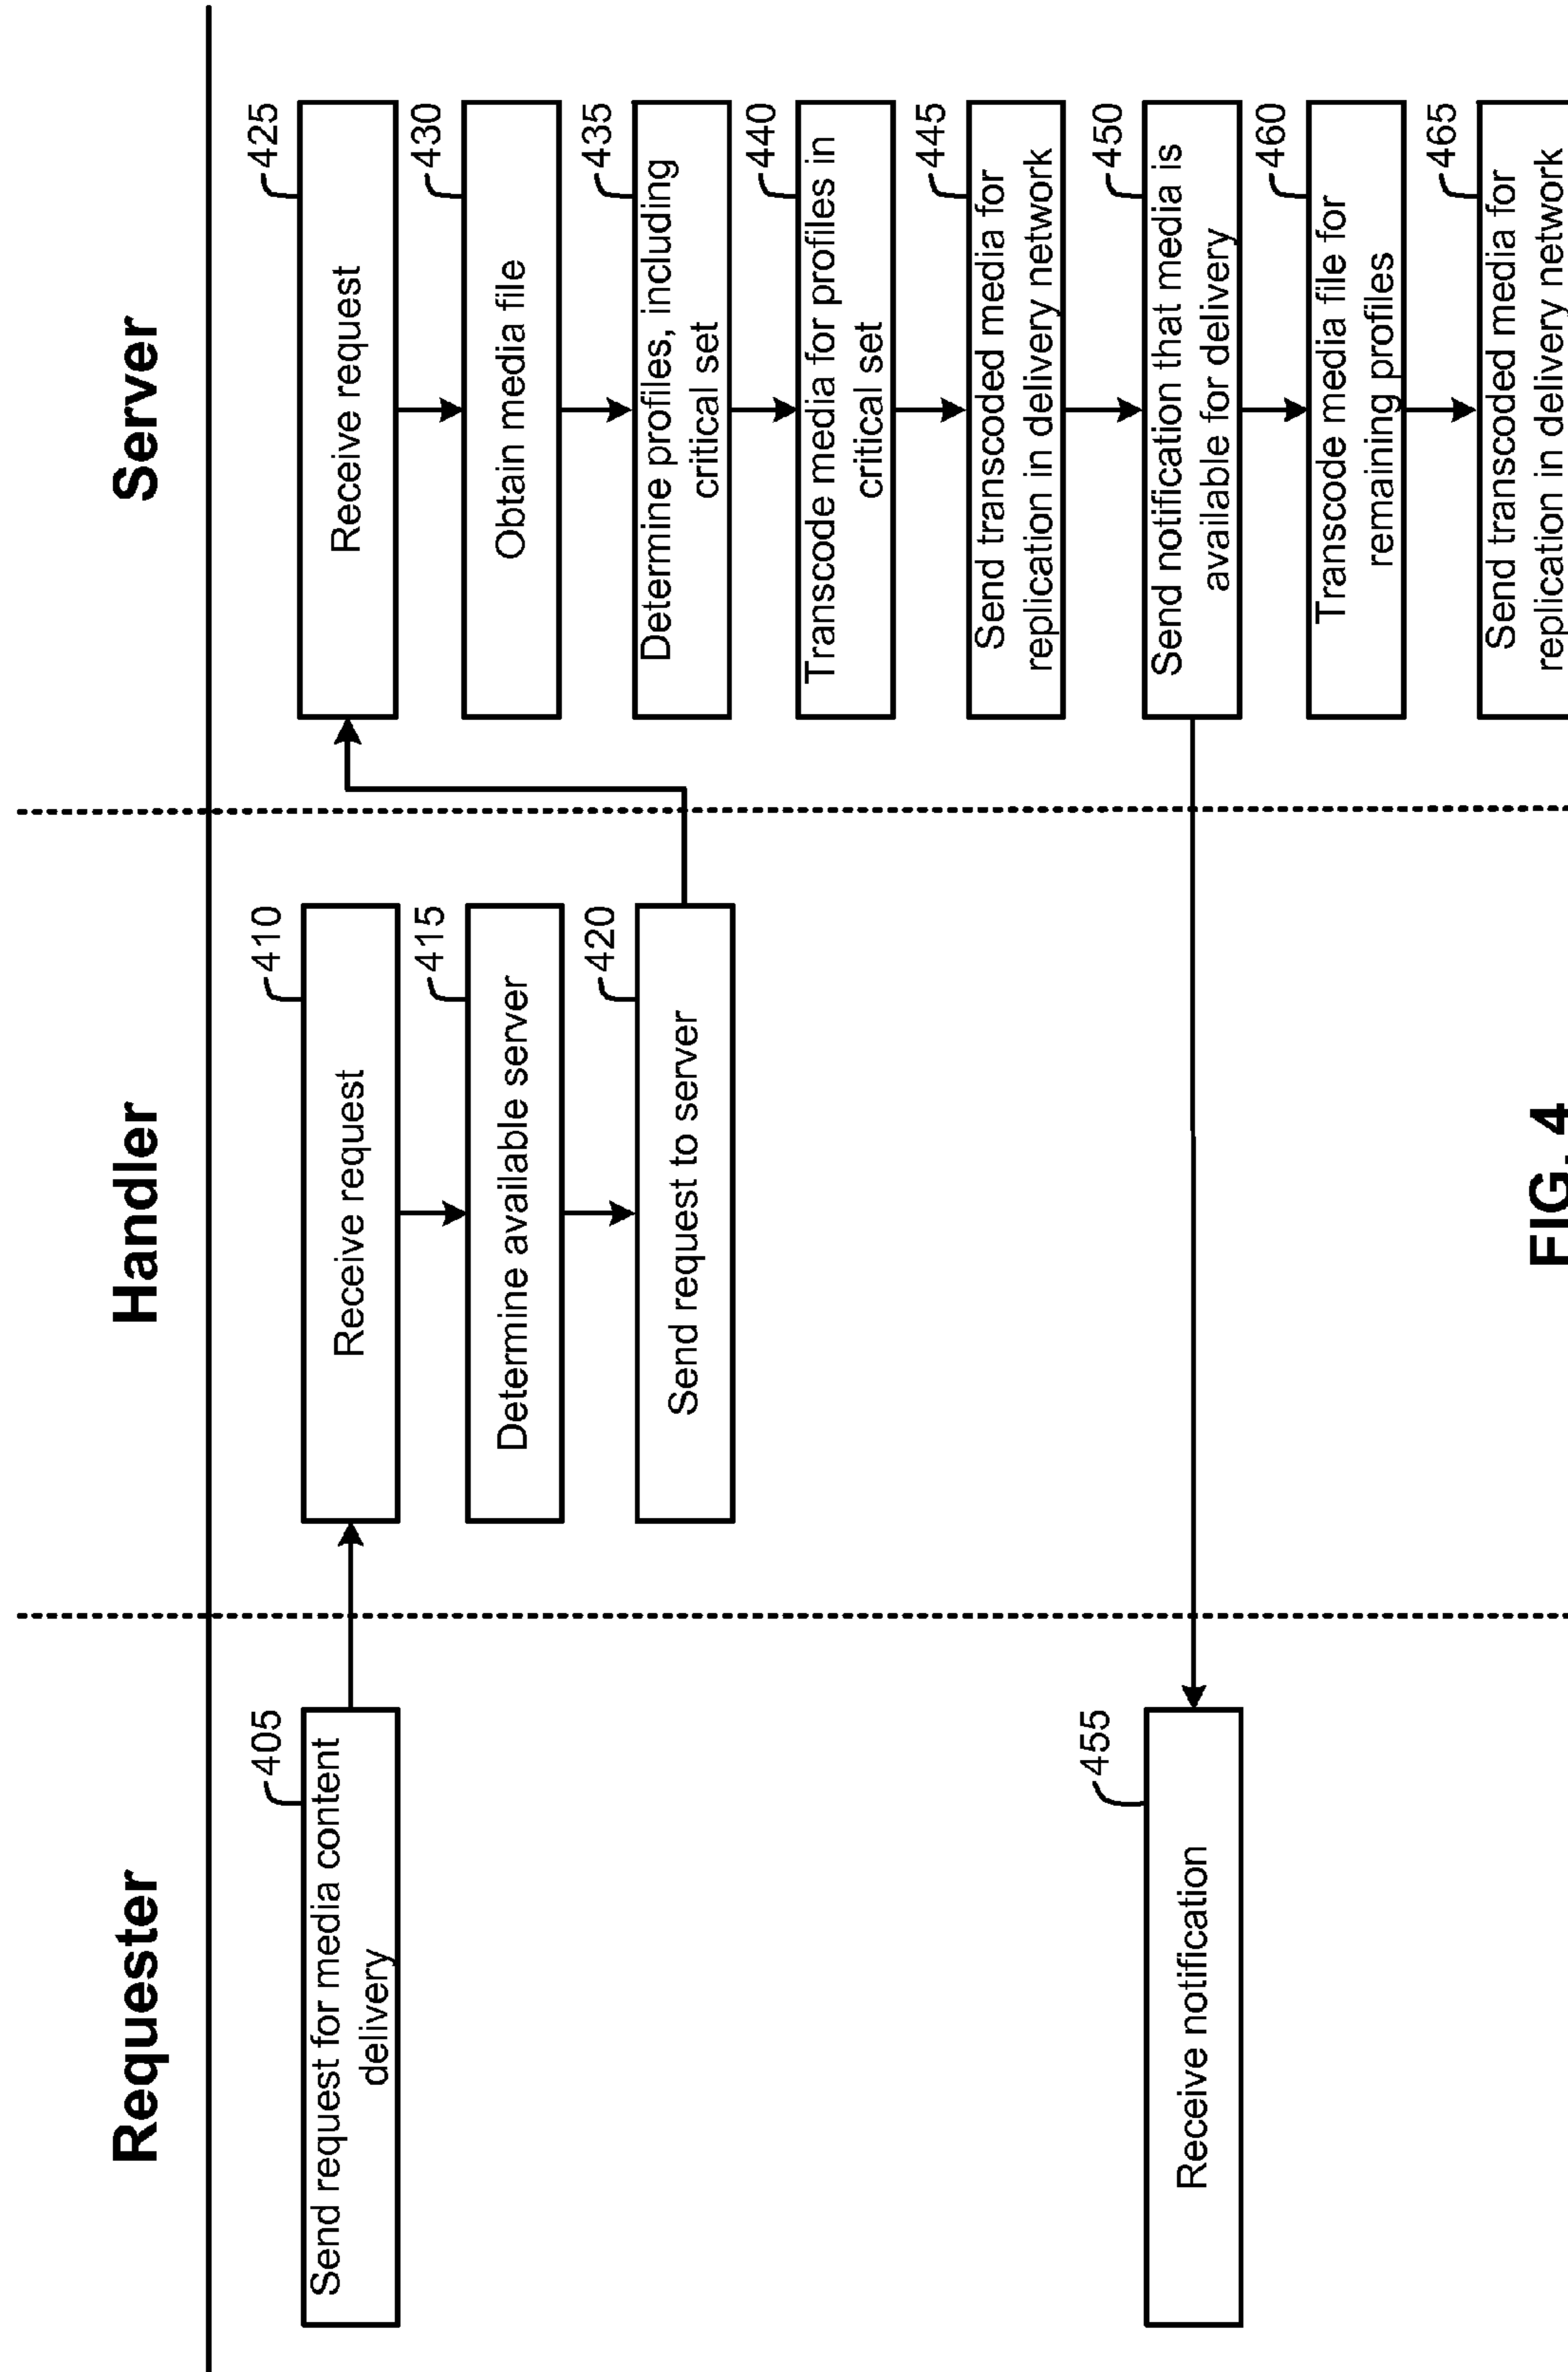 Requester
Handler
Server
405
Send request for media content
delivery
410
Receive request
415
Determine available server
420
Send request to server
425
Receive request
430
Obtain media file
435
Determine profiles, including
critical set
440
Transcode media for profiles in
critical set
445
Send transcoded media for
replication in delivery network
450
Send notification that media is
available for delivery
455
Receive notification
460
Transcode media file for
remaining profiles
465
Send transcoded media for
replication in delivery network
FIG. 4